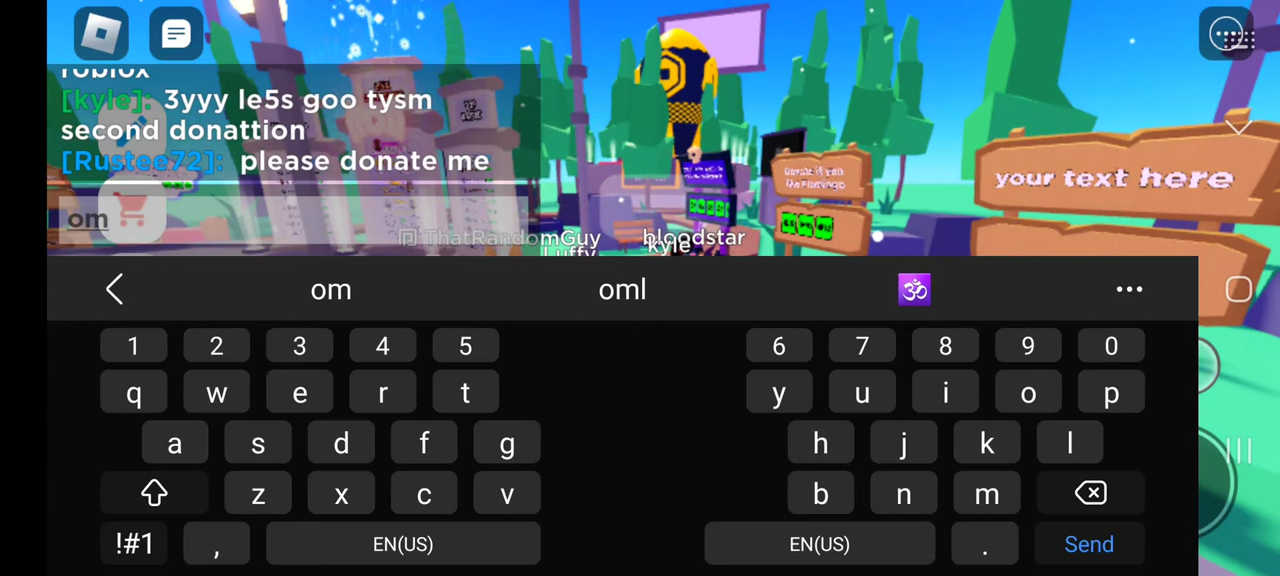 roblox
[kyle]: 3yyy le5s goo tysm
second donattion
[Rustee72]: please donate me
om
your text here
ThatRandomGuy
bloodstar
kyle
Luffy
om oml 🕉
1 2 3 4 5 6 7 8 9 0
q w e r t y u i o p
a s d f g h j k l
z x c v b n m
!#1 , EN(US) EN(US) . Send